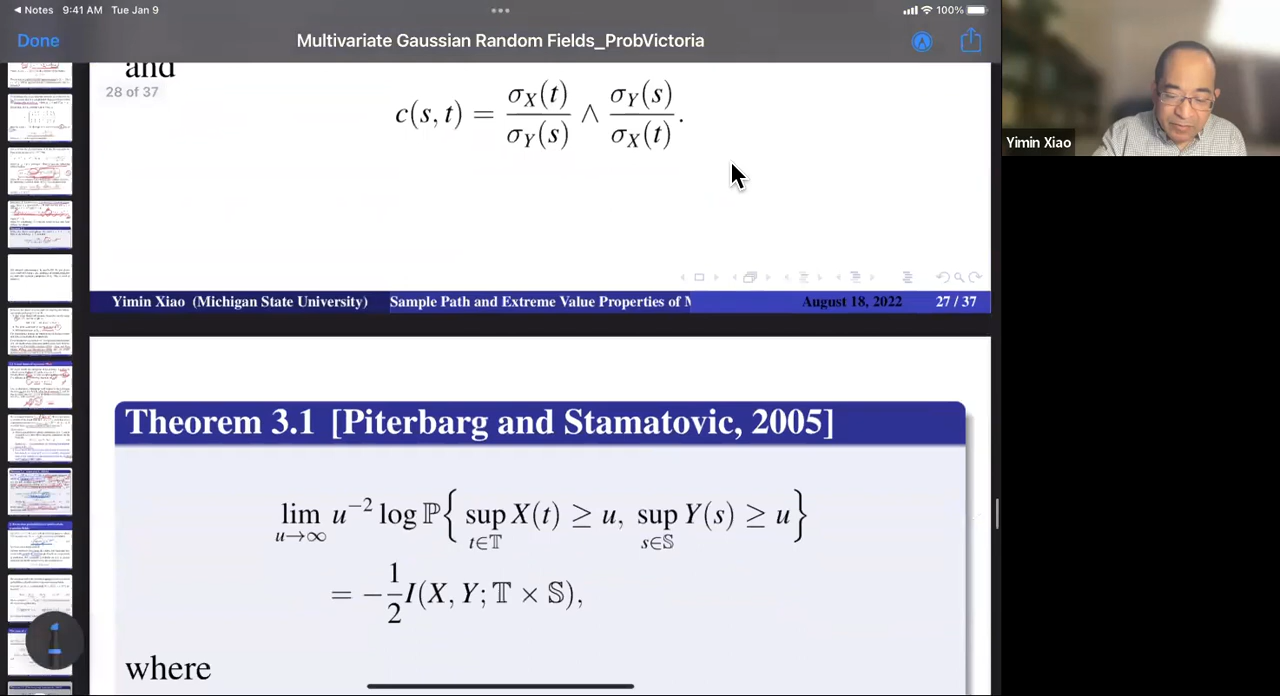 ◀ Notes 9:41 AM Tue Jan 9
100%
Done
Multivariate Gaussian Random Fields_ProbVictoria
and
28 of 37
c(s, t) = σ_X(t)/σ_Y(s) ∧ σ_Y(s)/σ_X(t).
Yimin Xiao (Michigan State University) Sample Path and Extreme Value Properties of M August 18, 2022 27 / 37
Theorem 3.1 [Piterbarg and Stamatovic, 2005]
lim_{u→∞} u^{-2} log ℙ{ sup_{t∈𝕋} X(t) ≥ u, sup_{s∈𝕊} Y(s) ≥ u }
= -1/2 I(X, Y; 𝕋 × 𝕊),
where
Yimin Xiao